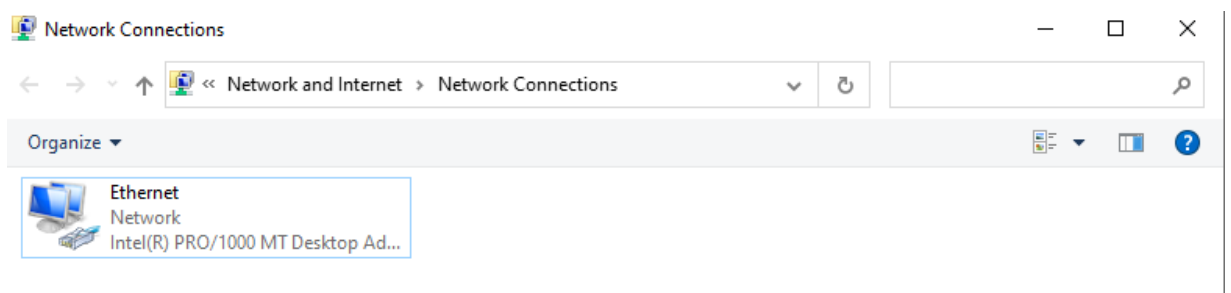 Network Connections
« Network and Internet > Network Connections
Organize
Ethernet
Network
Intel(R) PRO/1000 MT Desktop Ad...